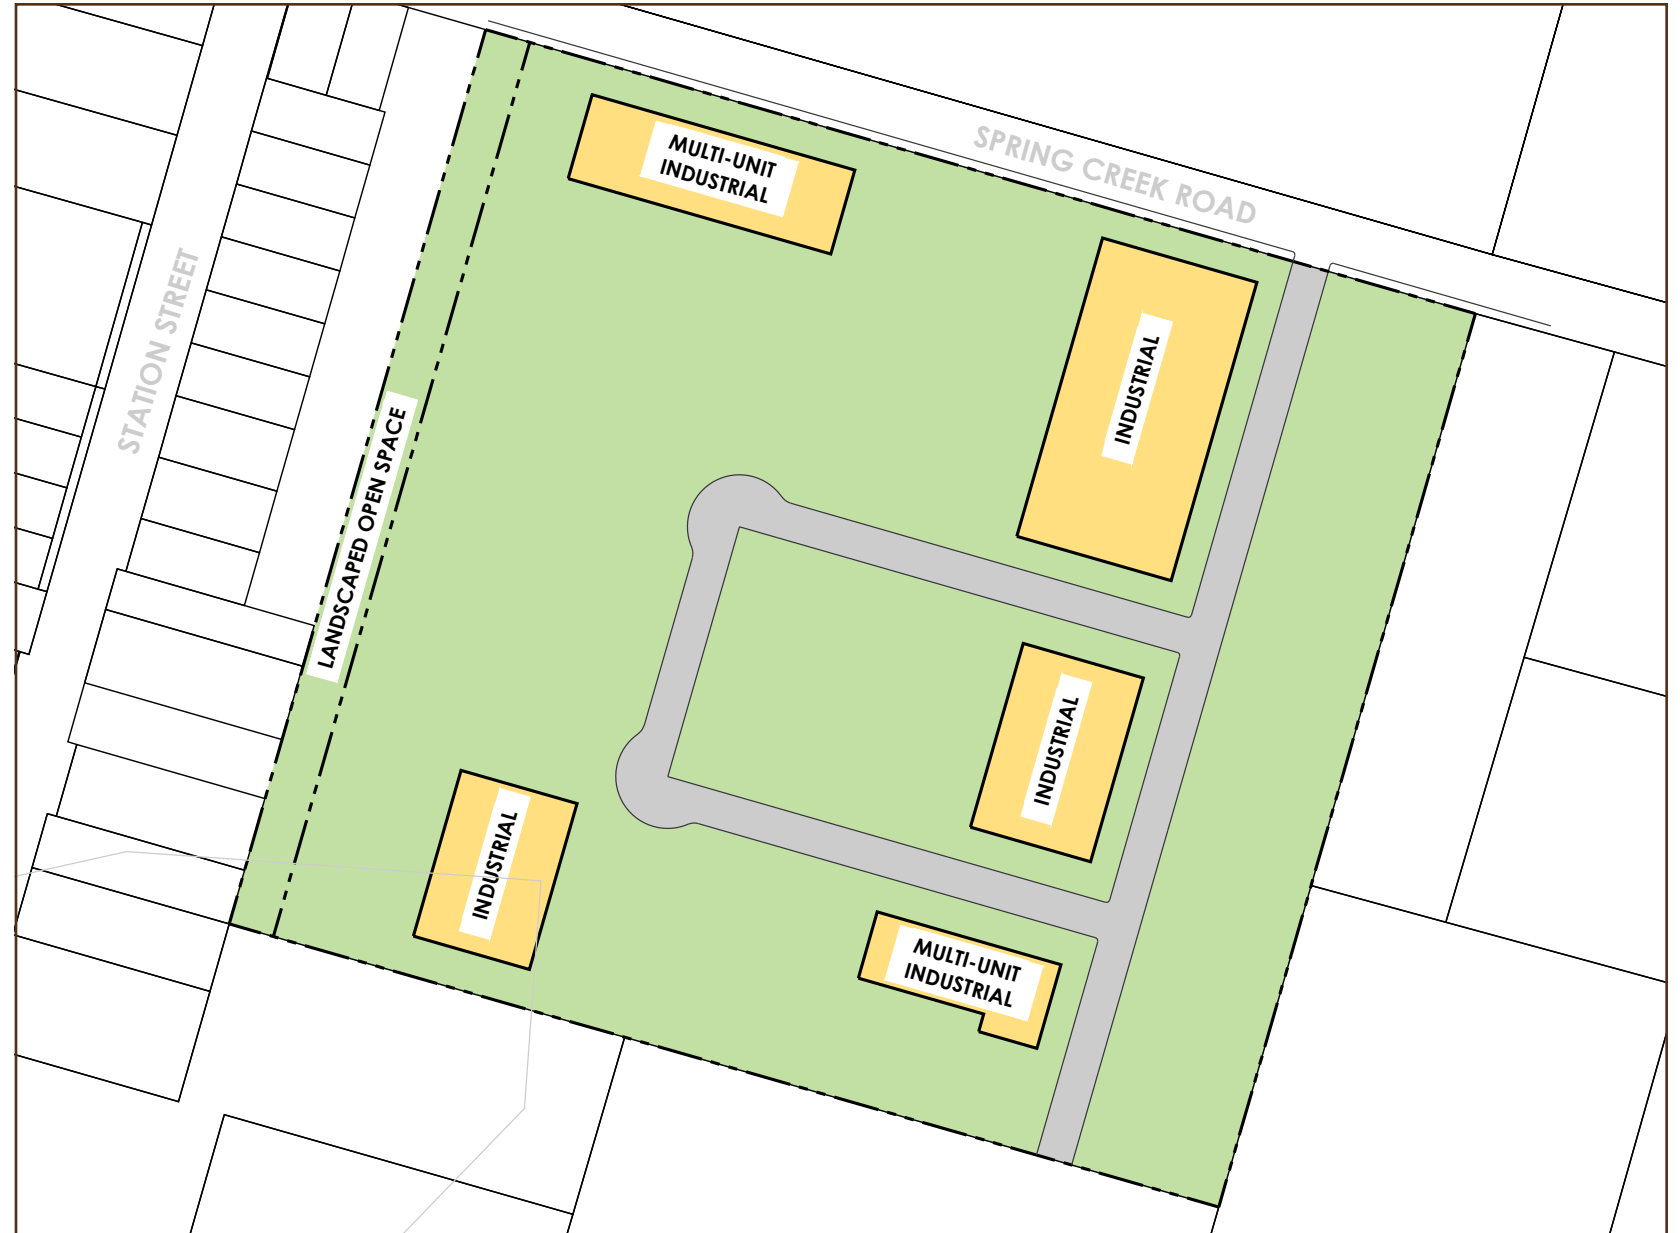 MULTI-UNIT
INDUSTRIAL
SPRING CREEK ROAD
STATION STREET
INDUSTRIAL
LANDSCAPED OPEN SPACE
INDUSTRIAL
INDUSTRIAL
MULTI-UNIT
INDUSTRIAL